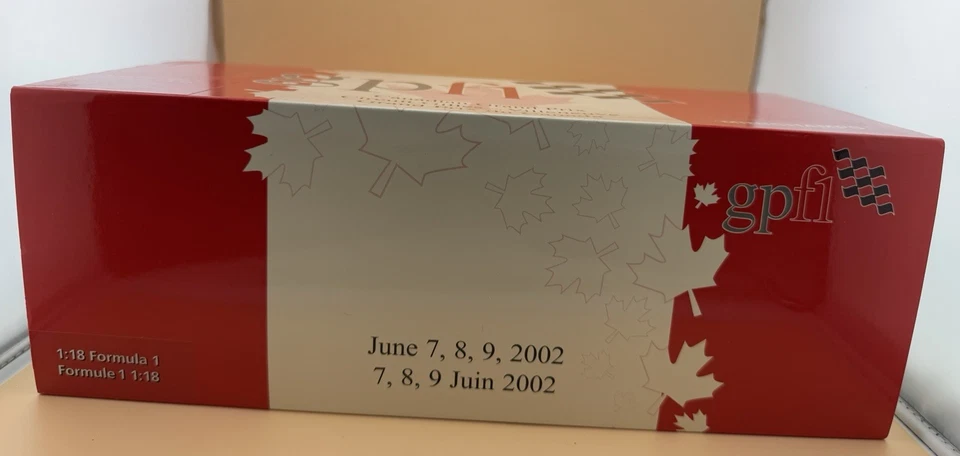 gpf1
1:18 Formula 1
Formule 1 1:18
June 7, 8, 9, 2002
7, 8, 9 Juin 2002